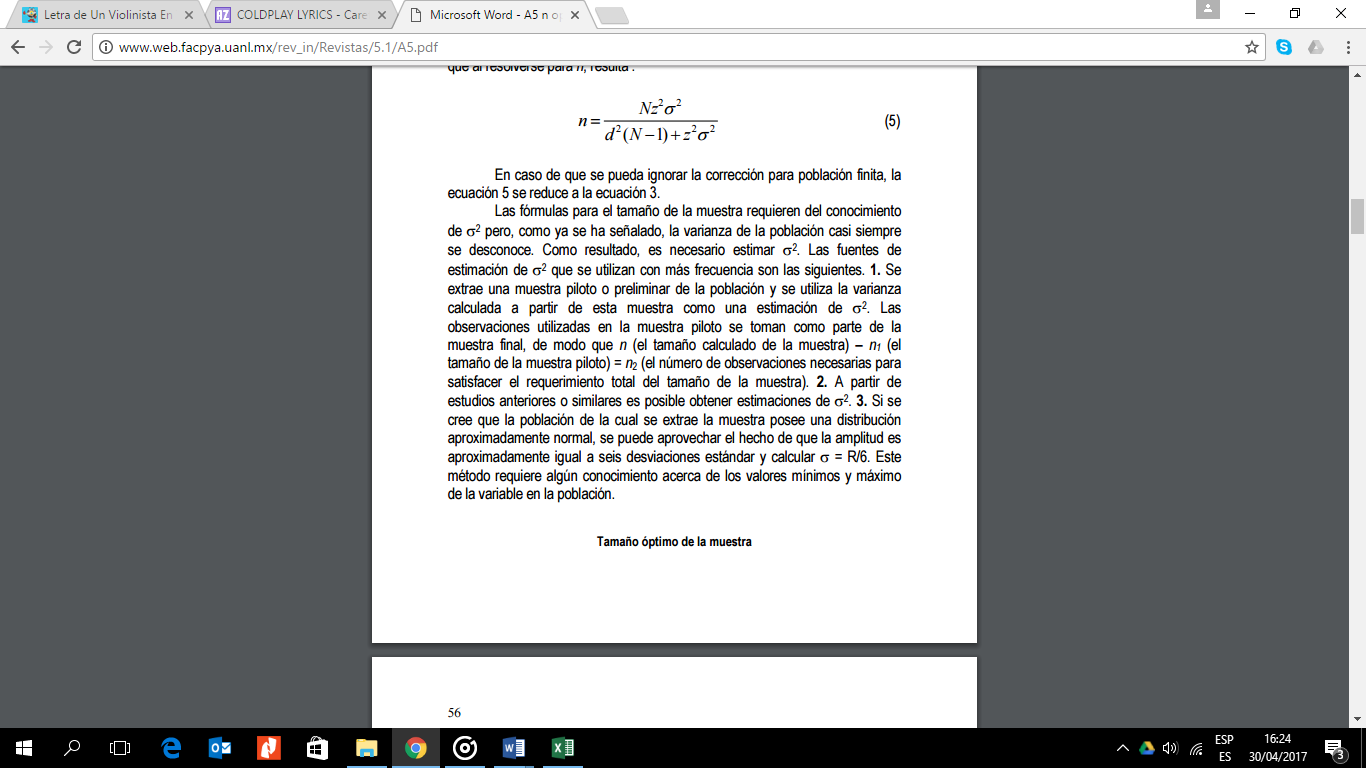 Letra de Un Violinista En
COLDPLAY LYRICS - Care
Microsoft Word - A5 n op
www.web.facpya.uanl.mx/rev_in/Revistas/5.1/A5.pdf
que al resolverse para n, resulta :
n = Nz²σ² / d²(N − 1) + z²σ² (5)
En caso de que se pueda ignorar la corrección para población finita, la
ecuación 5 se reduce a la ecuación 3.
Las fórmulas para el tamaño de la muestra requieren del conocimiento
de σ² pero, como ya se ha señalado, la varianza de la población casi siempre
se desconoce. Como resultado, es necesario estimar σ². Las fuentes de
estimación de σ² que se utilizan con más frecuencia son las siguientes. 1. Se
extrae una muestra piloto o preliminar de la población y se utiliza la varianza
calculada a partir de esta muestra como una estimación de σ². Las
observaciones utilizadas en la muestra piloto se toman como parte de la
muestra final, de modo que n (el tamaño calculado de la muestra) – n₁ (el
tamaño de la muestra piloto) = n₂ (el número de observaciones necesarias para
satisfacer el requerimiento total del tamaño de la muestra). 2. A partir de
estudios anteriores o similares es posible obtener estimaciones de σ². 3. Si se
cree que la población de la cual se extrae la muestra posee una distribución
aproximadamente normal, se puede aprovechar el hecho de que la amplitud es
aproximadamente igual a seis desviaciones estándar y calcular σ = R/6. Este
método requiere algún conocimiento acerca de los valores mínimos y máximo
de la variable en la población.
Tamaño óptimo de la muestra
56
ESP
ES
16:24
30/04/2017
3